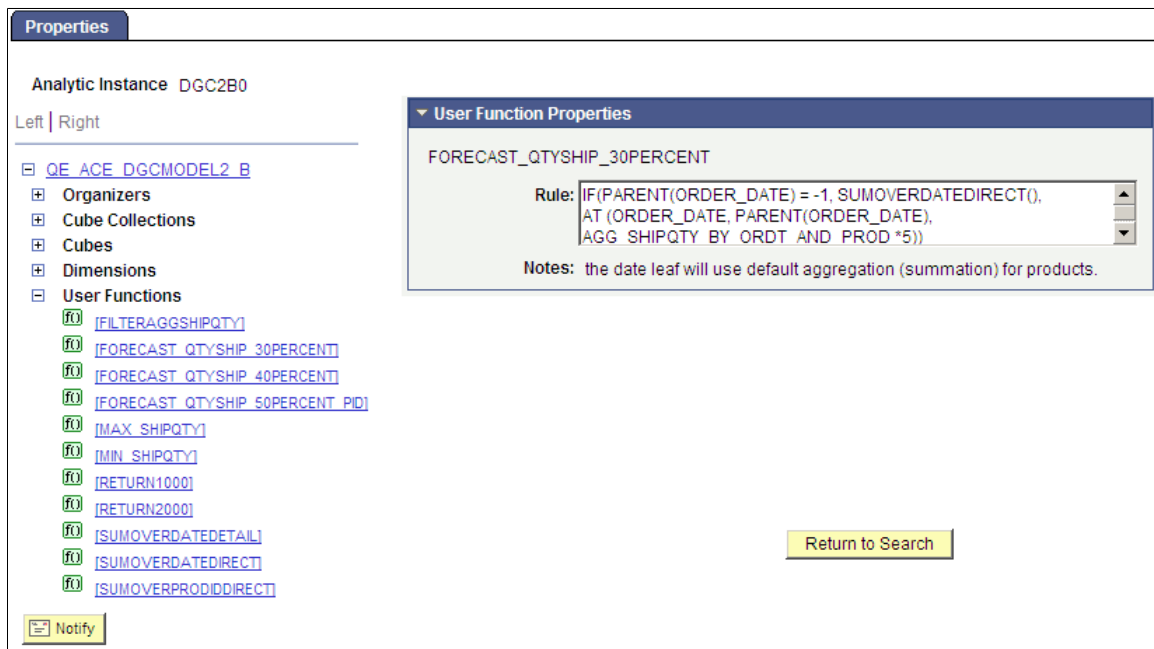 Properties
Analytic Instance DGC2B0
Left | Right
QE_ACE_DGCMODEL2_B
Organizers
Cube Collections
Cubes
Dimensions
User Functions
f() [FILTERAGGSHIPQTY]
f() [FORECAST_QTYSHIP_30PERCENT]
f() [FORECAST_QTYSHIP_40PERCENT]
f() [FORECAST_QTYSHIP_50PERCENT_PID]
f() [MAX_SHIPQTY]
f() [MIN_SHIPQTY]
f() [RETURN1000]
f() [RETURN2000]
f() [SUMOVERDATEDETAIL]
f() [SUMOVERDATEDIRECT]
f() [SUMOVERPRODIDDIRECT]
Notify
User Function Properties
FORECAST_QTYSHIP_30PERCENT
Rule: IF(PARENT(ORDER_DATE) = -1, SUMOVERDATEDIRECT(),
AT (ORDER_DATE, PARENT(ORDER_DATE),
AGG_SHIPQTY_BY_ORDT_AND_PROD *5))
Notes: the date leaf will use default aggregation (summation) for products.
Return to Search